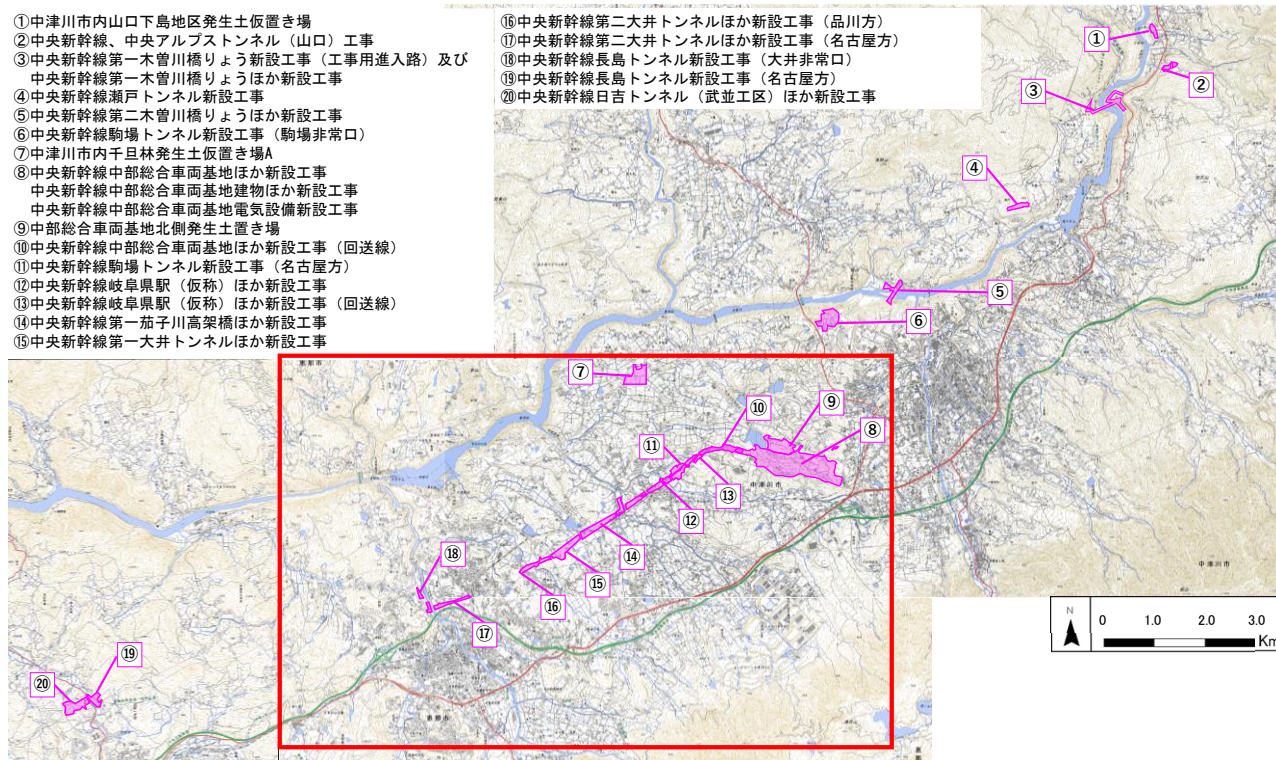 ①中津川市内山口下島地区発生土仮置き場
②中央新幹線、中央アルプストンネル（山口）工事
③中央新幹線第一木曽川橋りょう新設工事（工事用進入路）及び
中央新幹線第一木曽川橋りょうほか新設工事
④中央新幹線瀬戸トンネル新設工事
⑤中央新幹線第二木曽川橋りょうほか新設工事
⑥中央新幹線駒場トンネル新設工事（駒場非常口）
⑦中津川市内千旦林発生土仮置き場A
⑧中央新幹線中部総合車両基地ほか新設工事
中央新幹線中部総合車両基地建物ほか新設工事
中央新幹線中部総合車両基地電気設備新設工事
⑨中部総合車両基地北側発生土置き場
⑩中央新幹線中部総合車両基地ほか新設工事（回送線）
⑪中央新幹線駒場トンネル新設工事（名古屋方）
⑫中央新幹線岐阜県駅（仮称）ほか新設工事
⑬中央新幹線岐阜県駅（仮称）ほか新設工事（回送線）
⑭中央新幹線第一茄子川高架橋ほか新設工事
⑮中央新幹線第一大井トンネルほか新設工事
⑯中央新幹線第二大井トンネルほか新設工事（品川方）
⑰中央新幹線第二大井トンネルほか新設工事（名古屋方）
⑱中央新幹線長島トンネル新設工事（大井非常口）
⑲中央新幹線長島トンネル新設工事（名古屋方）
⑳中央新幹線日吉トンネル（武並工区）ほか新設工事
①
②
③
④
⑤
⑥
恵那市
⑦
⑩
⑨
⑧
⑪
中津川市
⑬
⑫
⑭
⑮
⑯
⑱
⑰
中津川市
N
0 1.0 2.0 3.0
Km
⑲
⑳
恵那市